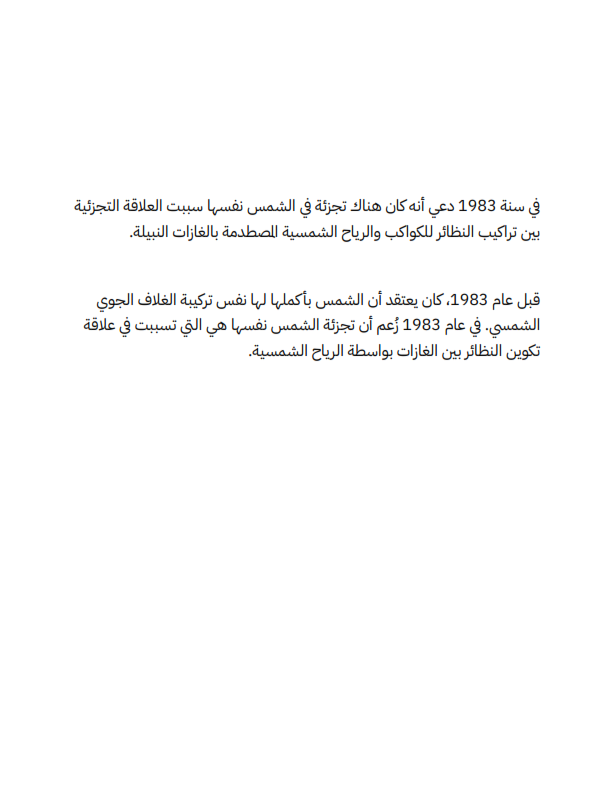 في سنة 1983 دعي أنه كان هناك تجزئة في الشمس نفسها سببت العلاقة التجزئية
بين تراكيب النظائر للكواكب والرياح الشمسية المصطدمة بالغازات النبيلة.
قبل عام 1983، كان يعتقد أن الشمس بأكملها لها نفس تركيبة الغلاف الجوي
الشمسي. في عام 1983 زُعم أن تجزئة الشمس نفسها هي التي تسببت في علاقة
تكوين النظائر بين الغازات بواسطة الرياح الشمسية.